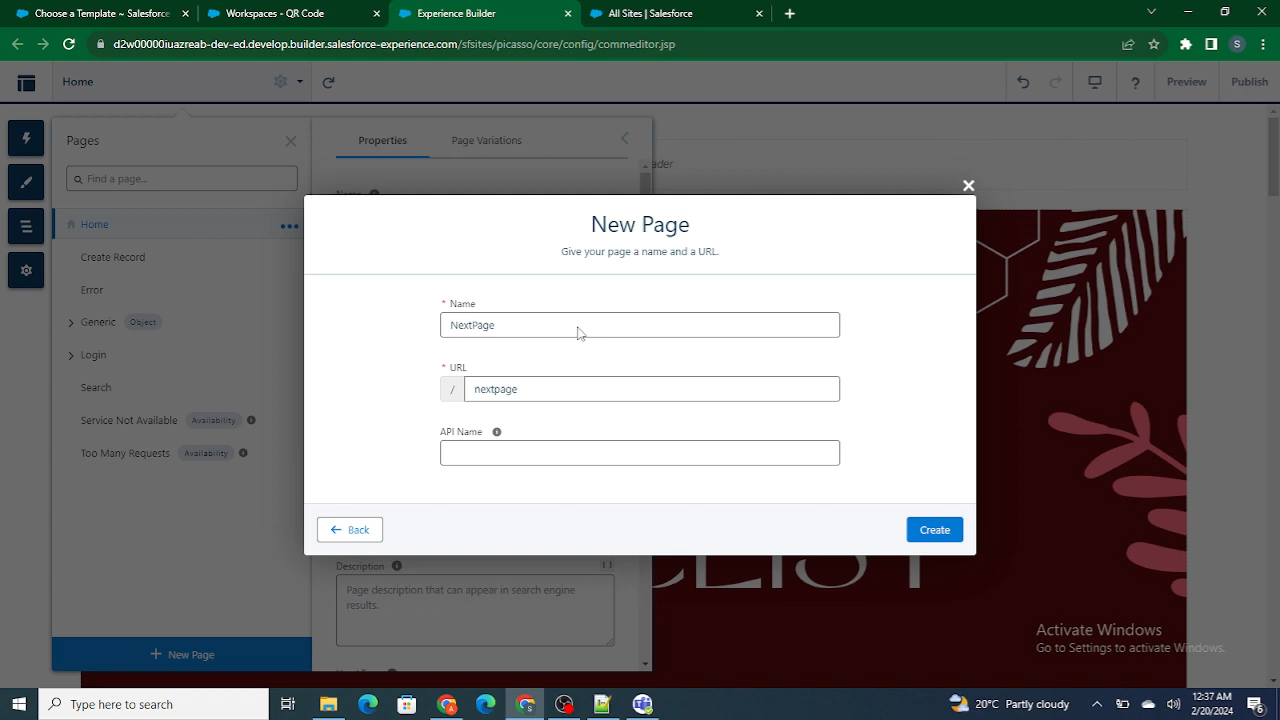 Choose a Template - Salesforce
Workspaces - QR Code
Experience Builder
All Sites | Salesforce
d2w00000iuazreab-dev-ed.develop.builder.salesforce-experience.com/sfsites/picasso/core/config/commeditor.jsp
S
Home
?
Preview
Publish
Pages
Properties
Page Variations
Find a page...
Name
ader
Home
Create Record
Error
Generic Object
Login
Search
Service Not Available Availability
Too Many Requests Availability
New Page
Give your page a name and a URL.
* Name
NextPage
* URL
/ nextpage
API Name
Back
Create
Description
Page description that can appear in search engine
results.
CLIST
+ New Page
Activate Windows
Go to Settings to activate Windows.
Type here to search
20°C Partly cloudy
12:37 AM
2/20/2024
6